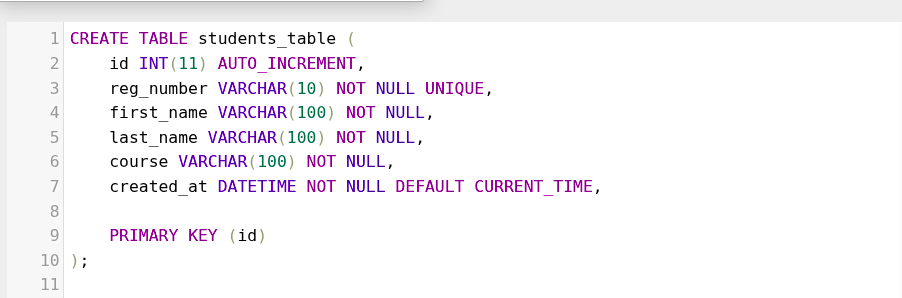 1 CREATE TABLE students_table (
2     id INT(11) AUTO_INCREMENT,
3     reg_number VARCHAR(10) NOT NULL UNIQUE,
4     first_name VARCHAR(100) NOT NULL,
5     last_name VARCHAR(100) NOT NULL,
6     course VARCHAR(100) NOT NULL,
7     created_at DATETIME NOT NULL DEFAULT CURRENT_TIME,
8
9     PRIMARY KEY (id)
10 );
11